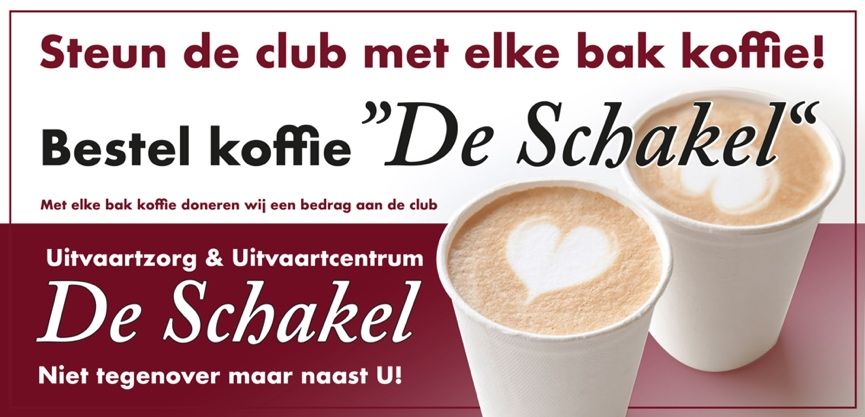 Steun de club met elke bak koffie!
Bestel koffie ”De Schakel“
Met elke bak koffie doneren wij een bedrag aan de club
Uitvaartzorg & Uitvaartcentrum
De Schakel
Niet tegenover maar naast U!